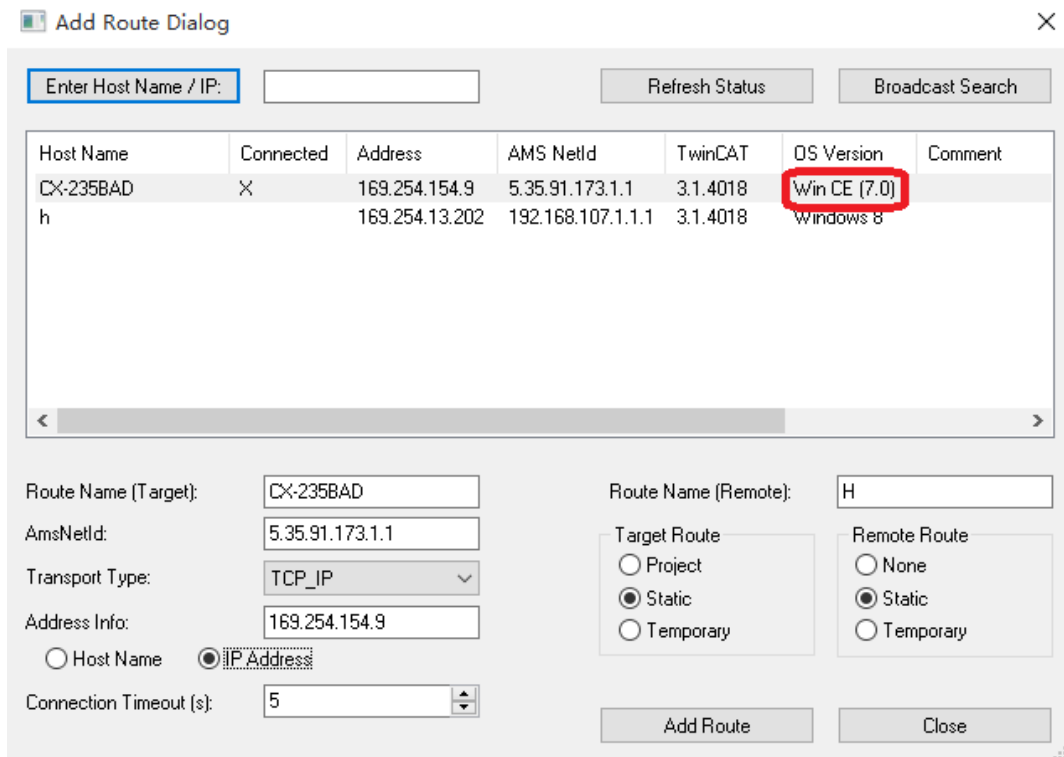 Add Route Dialog
Enter Host Name / IP: Refresh Status Broadcast Search
Host Name Connected Address AMS NetId TwinCAT OS Version Comment
CX-235BAD X 169.254.154.9 5.35.91.173.1.1 3.1.4018 Win CE (7.0)
h 169.254.13.202 192.168.107.1.1.1 3.1.4018 Windows 8
Route Name (Target): CX-235BAD Route Name (Remote): H
AmsNetId: 5.35.91.173.1.1 Target Route Remote Route
Transport Type: TCP_IP Project None
Address Info: 169.254.154.9 Static Static
Host Name IP Address Temporary Temporary
Connection Timeout (s): 5
Add Route Close